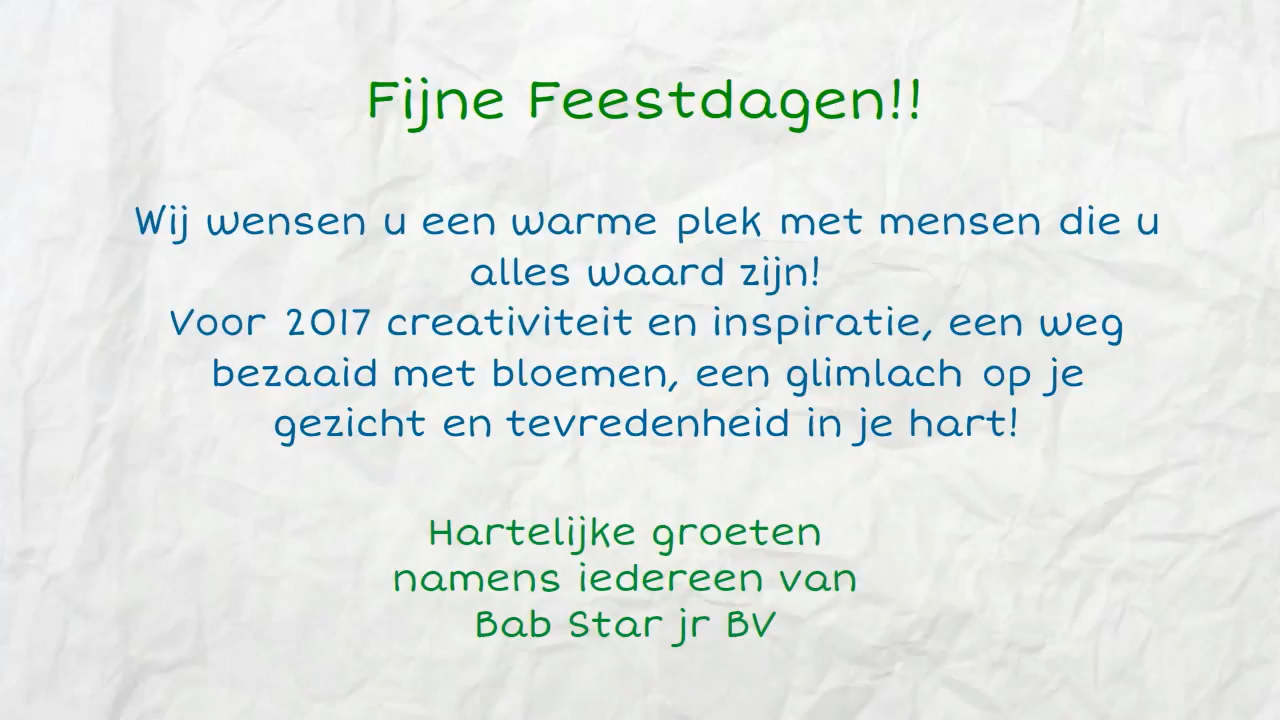 Fijne Feestdagen!!
Wij wensen u een warme plek met mensen die u
alles waard zijn!
Voor 2017 creativiteit en inspiratie, een weg
bezaaid met bloemen, een glimlach op je
gezicht en tevredenheid in je hart!
Hartelijke groeten
namens iedereen van
Bab Star jr BV